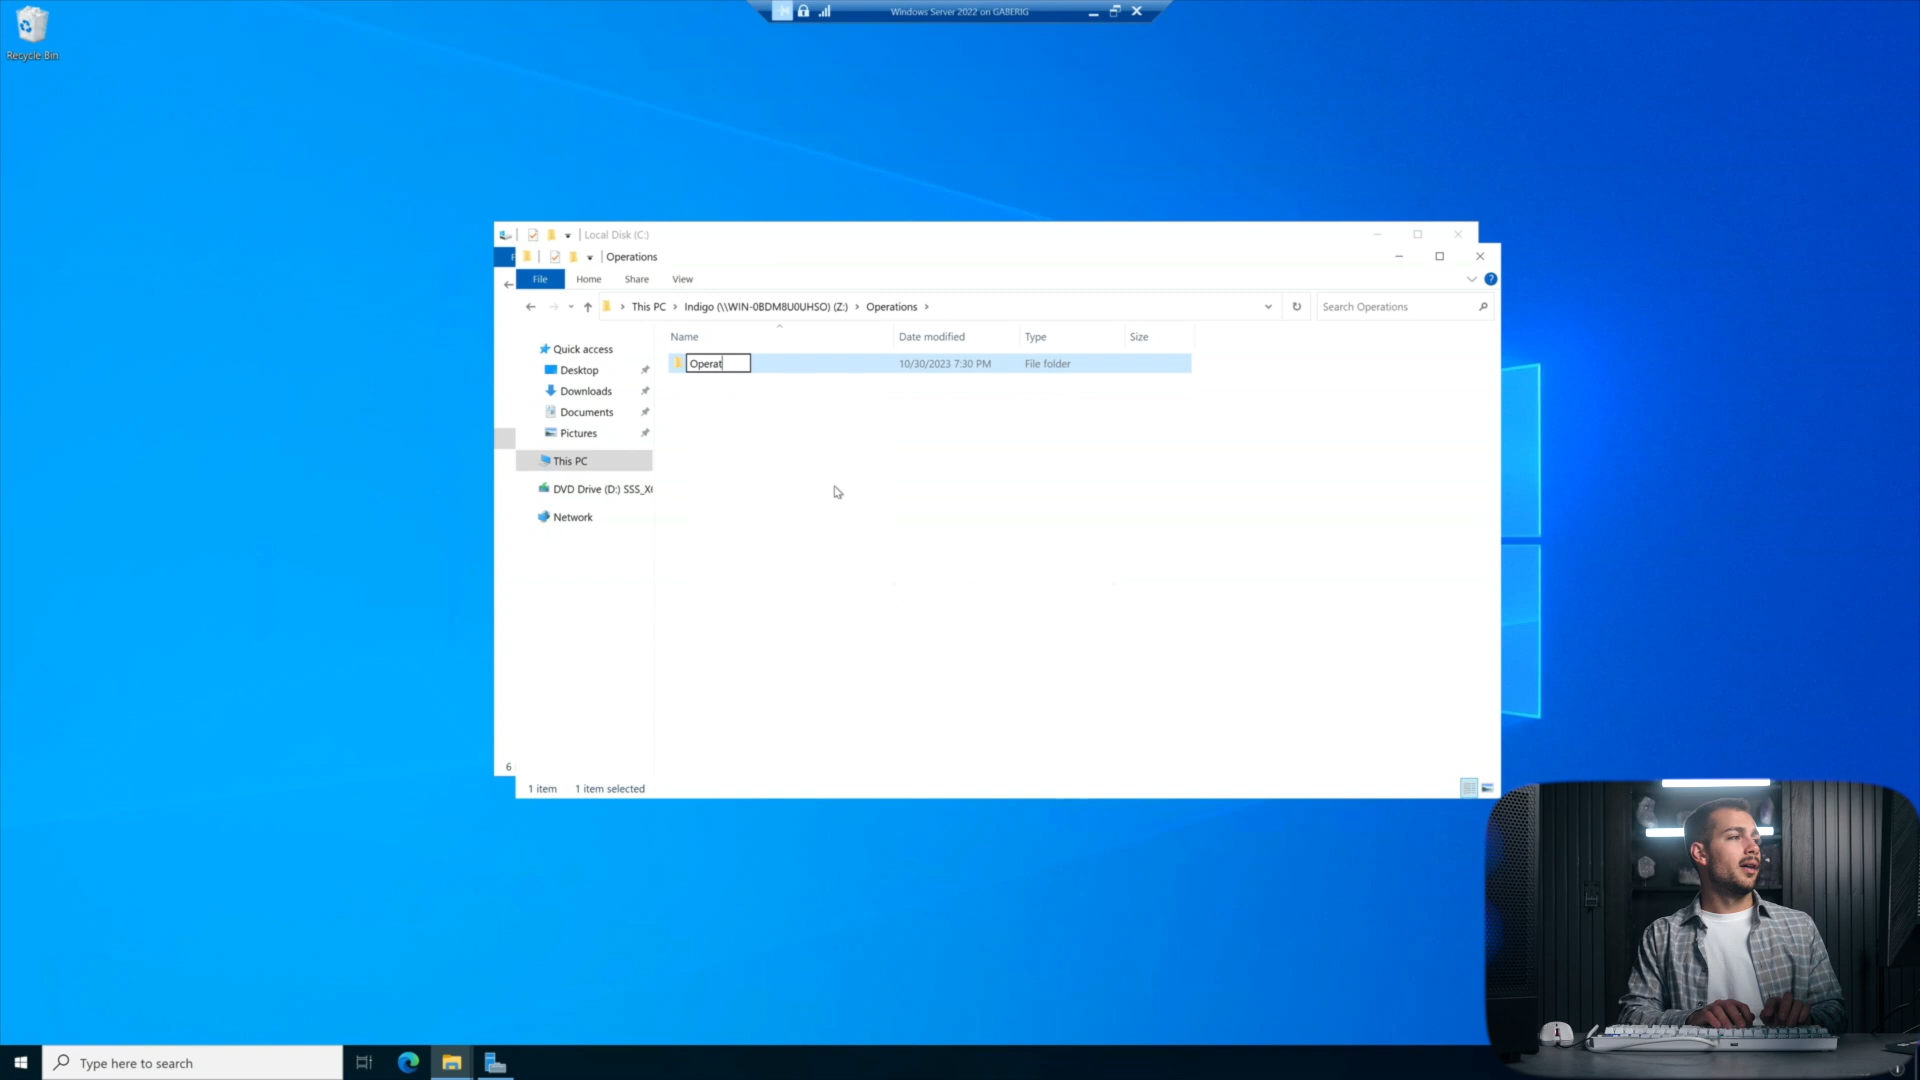 Recycle Bin
Windows Server 2022 on GABERIG
Local Disk (C:)
Operations
File Home Share View
This PC > Indigo (\\WIN-0BDM8U0UHSO) (Z:) > Operations >
Search Operations
Name Date modified Type Size
Operat 10/30/2023 7:30 PM File folder
Quick access
Desktop
Downloads
Documents
Pictures
This PC
DVD Drive (D:) SSS_X6
Network
6
1 item 1 item selected
Type here to search